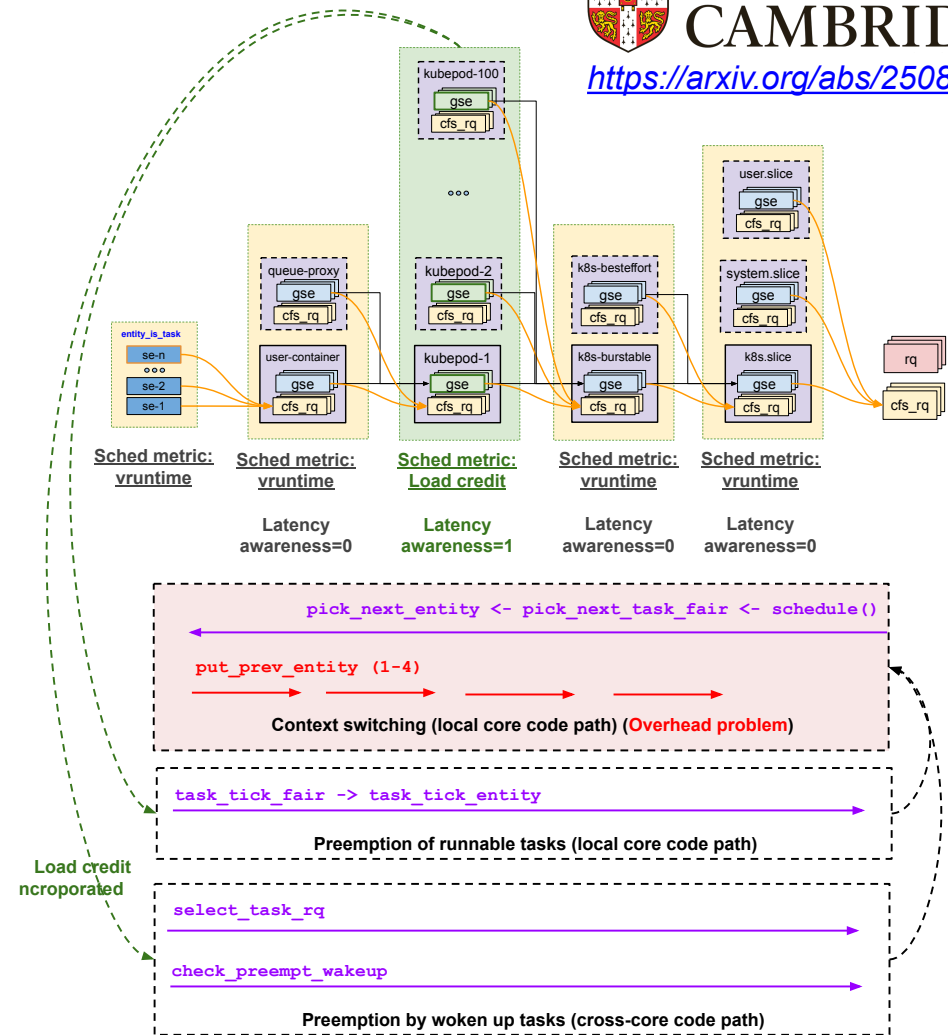 CAMBRID
https://arxiv.org/abs/2508
kubepod-100
gse
cfs_rq
user.slice
gse
cfs_rq
queue-proxy
gse
cfs_rq
kubepod-2
gse
cfs_rq
k8s-besteffort
gse
cfs_rq
system.slice
gse
cfs_rq
entity_is_task
se-n
se-2
se-1
user-container
gse
cfs_rq
kubepod-1
gse
cfs_rq
k8s-burstable
gse
cfs_rq
k8s.slice
gse
cfs_rq
rq
cfs_rq
Sched metric:
vruntime
Sched metric:
vruntime
Sched metric:
Load credit
Sched metric:
vruntime
Sched metric:
vruntime
Latency
awareness=0
Latency
awareness=1
Latency
awareness=0
Latency
awareness=0
pick_next_entity <- pick_next_task_fair <- schedule()
put_prev_entity (1-4)
Context switching (local core code path) (Overhead problem)
task_tick_fair -> task_tick_entity
Preemption of runnable tasks (local core code path)
Load credit
ncroporated
select_task_rq
check_preempt_wakeup
Preemption by woken up tasks (cross-core code path)